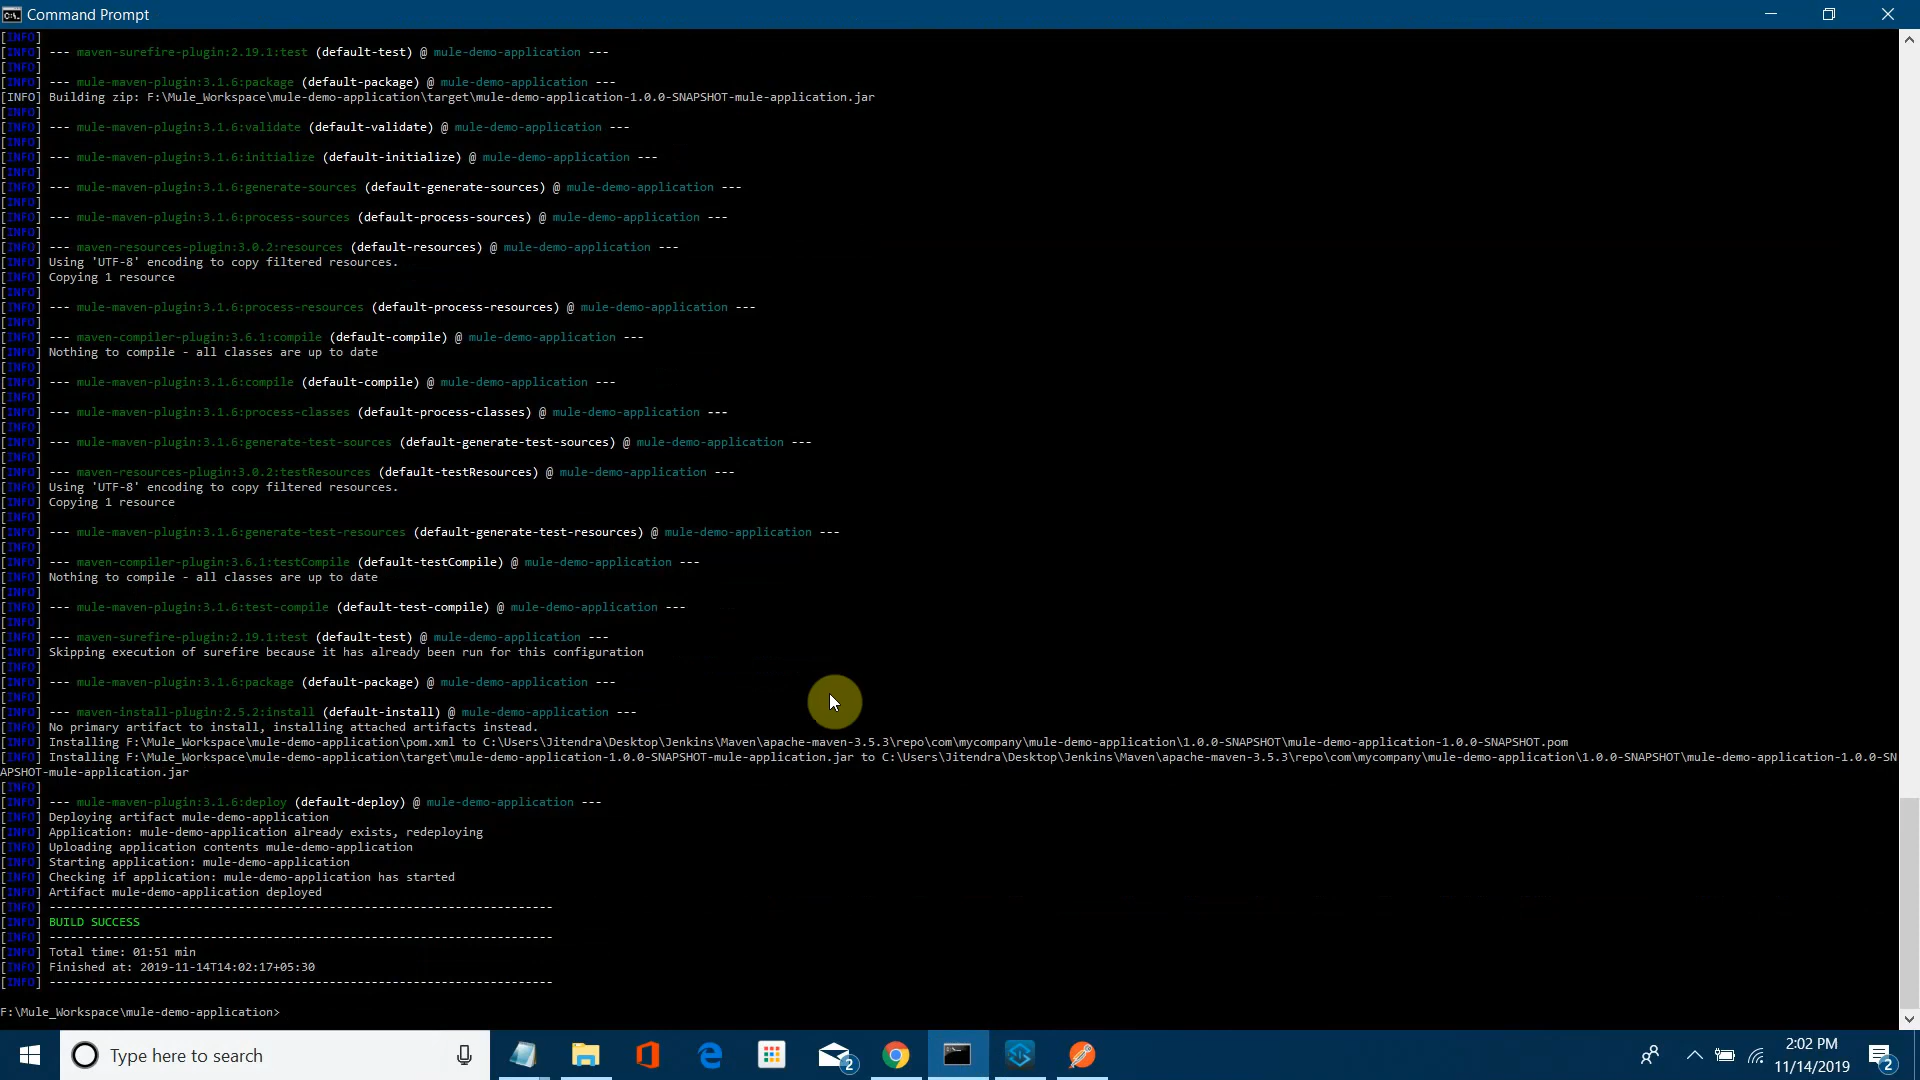 Command Prompt
[INFO]
[INFO] --- maven-surefire-plugin:2.19.1:test (default-test) @ mule-demo-application ---
[INFO]
[INFO] --- mule-maven-plugin:3.1.6:package (default-package) @ mule-demo-application ---
[INFO] Building zip: F:\Mule_Workspace\mule-demo-application\target\mule-demo-application-1.0.0-SNAPSHOT-mule-application.jar
[INFO]
[INFO] --- mule-maven-plugin:3.1.6:validate (default-validate) @ mule-demo-application ---
[INFO]
[INFO] --- mule-maven-plugin:3.1.6:initialize (default-initialize) @ mule-demo-application ---
[INFO]
[INFO] --- mule-maven-plugin:3.1.6:generate-sources (default-generate-sources) @ mule-demo-application ---
[INFO]
[INFO] --- mule-maven-plugin:3.1.6:process-sources (default-process-sources) @ mule-demo-application ---
[INFO]
[INFO] --- maven-resources-plugin:3.0.2:resources (default-resources) @ mule-demo-application ---
[INFO] Using 'UTF-8' encoding to copy filtered resources.
[INFO] Copying 1 resource
[INFO]
[INFO] --- mule-maven-plugin:3.1.6:process-resources (default-process-resources) @ mule-demo-application ---
[INFO]
[INFO] --- maven-compiler-plugin:3.6.1:compile (default-compile) @ mule-demo-application ---
[INFO] Nothing to compile - all classes are up to date
[INFO]
[INFO] --- mule-maven-plugin:3.1.6:compile (default-compile) @ mule-demo-application ---
[INFO]
[INFO] --- mule-maven-plugin:3.1.6:process-classes (default-process-classes) @ mule-demo-application ---
[INFO]
[INFO] --- mule-maven-plugin:3.1.6:generate-test-sources (default-generate-test-sources) @ mule-demo-application ---
[INFO]
[INFO] --- maven-resources-plugin:3.0.2:testResources (default-testResources) @ mule-demo-application ---
[INFO] Using 'UTF-8' encoding to copy filtered resources.
[INFO] Copying 1 resource
[INFO]
[INFO] --- mule-maven-plugin:3.1.6:generate-test-resources (default-generate-test-resources) @ mule-demo-application ---
[INFO]
[INFO] --- maven-compiler-plugin:3.6.1:testCompile (default-testCompile) @ mule-demo-application ---
[INFO] Nothing to compile - all classes are up to date
[INFO]
[INFO] --- mule-maven-plugin:3.1.6:test-compile (default-test-compile) @ mule-demo-application ---
[INFO]
[INFO] --- maven-surefire-plugin:2.19.1:test (default-test) @ mule-demo-application ---
[INFO] Skipping execution of surefire because it has already been run for this configuration
[INFO]
[INFO] --- mule-maven-plugin:3.1.6:package (default-package) @ mule-demo-application ---
[INFO]
[INFO] --- maven-install-plugin:2.5.2:install (default-install) @ mule-demo-application ---
[INFO] No primary artifact to install, installing attached artifacts instead.
[INFO] Installing F:\Mule_Workspace\mule-demo-application\pom.xml to C:\Users\Jitendra\Desktop\Jenkins\Maven\apache-maven-3.5.3\repo\com\mycompany\mule-demo-application\1.0.0-SNAPSHOT\mule-demo-application-1.0.0-SNAPSHOT.pom
[INFO] Installing F:\Mule_Workspace\mule-demo-application\target\mule-demo-application-1.0.0-SNAPSHOT-mule-application.jar to C:\Users\Jitendra\Desktop\Jenkins\Maven\apache-maven-3.5.3\repo\com\mycompany\mule-demo-application\1.0.0-SNAPSHOT\mule-demo-application-1.0.0-SN
APSHOT-mule-application.jar
[INFO]
[INFO] --- mule-maven-plugin:3.1.6:deploy (default-deploy) @ mule-demo-application ---
[INFO] Deploying artifact mule-demo-application
[INFO] Application: mule-demo-application already exists, redeploying
[INFO] Uploading application contents mule-demo-application
[INFO] Starting application: mule-demo-application
[INFO] Checking if application: mule-demo-application has started
[INFO] Artifact mule-demo-application deployed
[INFO] ------------------------------------------------------------------------
[INFO] BUILD SUCCESS
[INFO] ------------------------------------------------------------------------
[INFO] Total time: 01:51 min
[INFO] Finished at: 2019-11-14T14:02:17+05:30
[INFO] ------------------------------------------------------------------------
F:\Mule_Workspace\mule-demo-application>
Type here to search
2
2:02 PM
11/14/2019
2